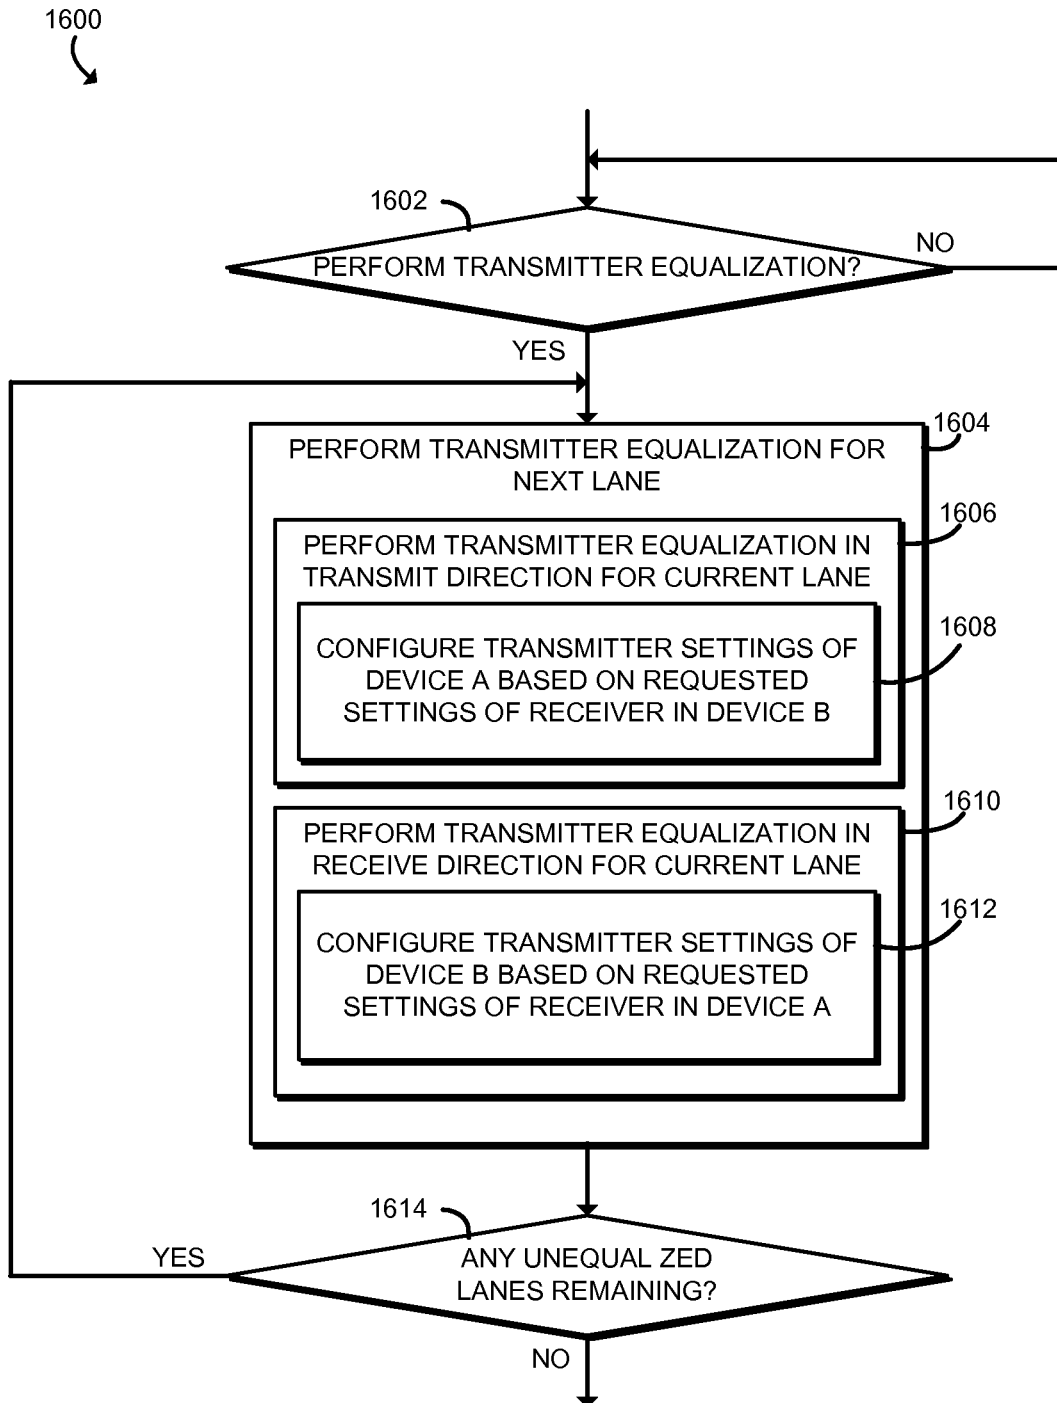 1600
1602
PERFORM TRANSMITTER EQUALIZATION?
NO
YES
1604
PERFORM TRANSMITTER EQUALIZATION FOR
NEXT LANE
1606
PERFORM TRANSMITTER EQUALIZATION IN
TRANSMIT DIRECTION FOR CURRENT LANE
1608
CONFIGURE TRANSMITTER SETTINGS OF
DEVICE A BASED ON REQUESTED
SETTINGS OF RECEIVER IN DEVICE B
1610
PERFORM TRANSMITTER EQUALIZATION IN
RECEIVE DIRECTION FOR CURRENT LANE
1612
CONFIGURE TRANSMITTER SETTINGS OF
DEVICE B BASED ON REQUESTED
SETTINGS OF RECEIVER IN DEVICE A
1614
YES
ANY UNEQUAL ZED
LANES REMAINING?
NO